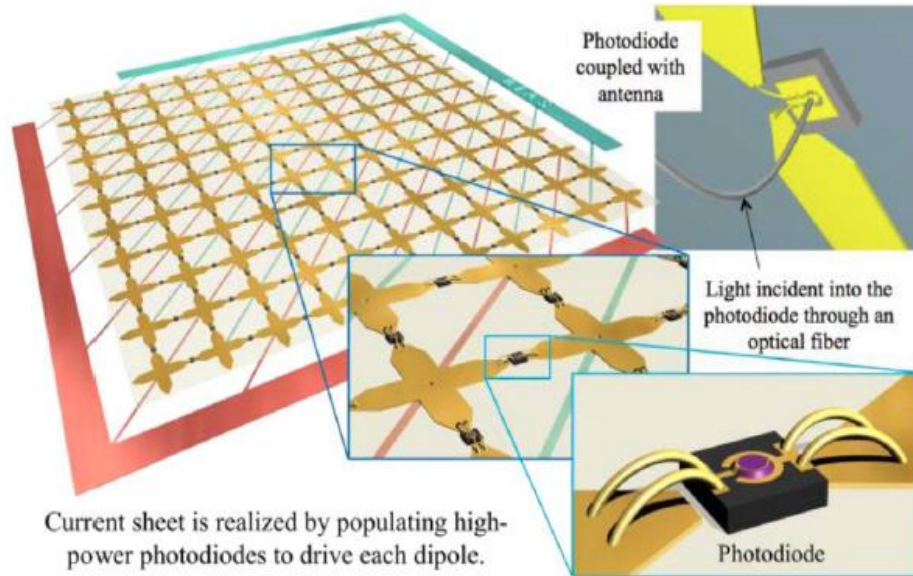 Photodiode
coupled with
antenna
Light incident into the
photodiode through an
optical fiber
Current sheet is realized by populating high-
power photodiodes to drive each dipole.
Photodiode